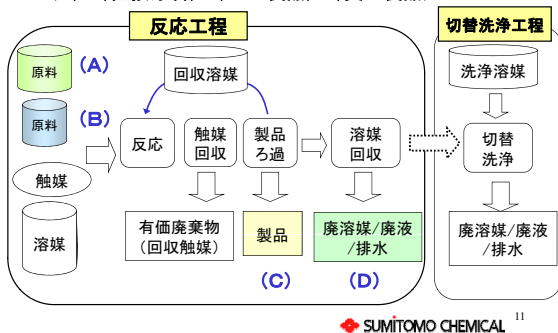 反応工程
切替洗浄工程
原料
(A)
回収溶媒
洗浄溶媒
原料
(B)
反応
触媒
回収
製品
ろ過
溶媒
回収
切替
洗浄
触媒
溶媒
有価廃棄物
(回収触媒)
製品
廃溶媒/廃液
/排水
廃溶媒/廃液
/排水
(C)
(D)
SUMITOMO CHEMICAL
11